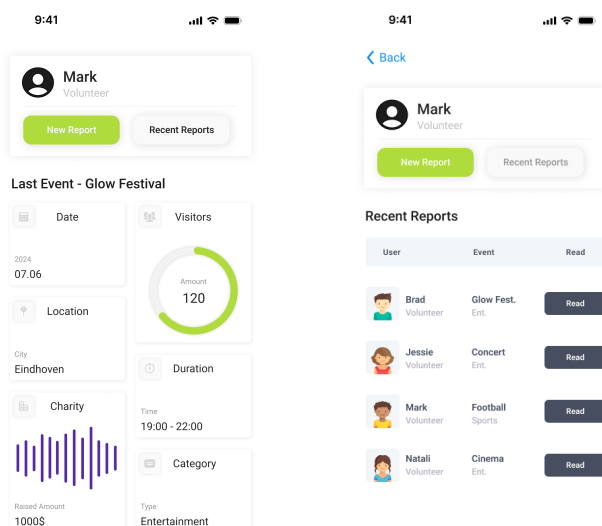 9:41
Mark
Volunteer
New Report
Recent Reports
Last Event - Glow Festival
Date
2024
07.06
Visitors
Amount
120
Location
City
Eindhoven
Duration
Time
19:00 - 22:00
Charity
Raised Amount
1000$
Category
Type
Entertainment
9:41
Back
Mark
Volunteer
New Report
Recent Reports
Recent Reports
User Event Read
Brad Glow Fest. Read
Volunteer Ent.
Jessie Concert Read
Volunteer Ent.
Mark Football Read
Volunteer Sports
Natali Cinema Read
Volunteer Ent.